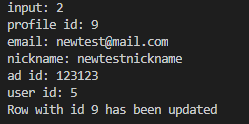 input: 2
profile id: 9
email: newtest@mail.com
nickname: newtestnickname
ad id: 123123
user id: 5
Row with id 9 has been updated